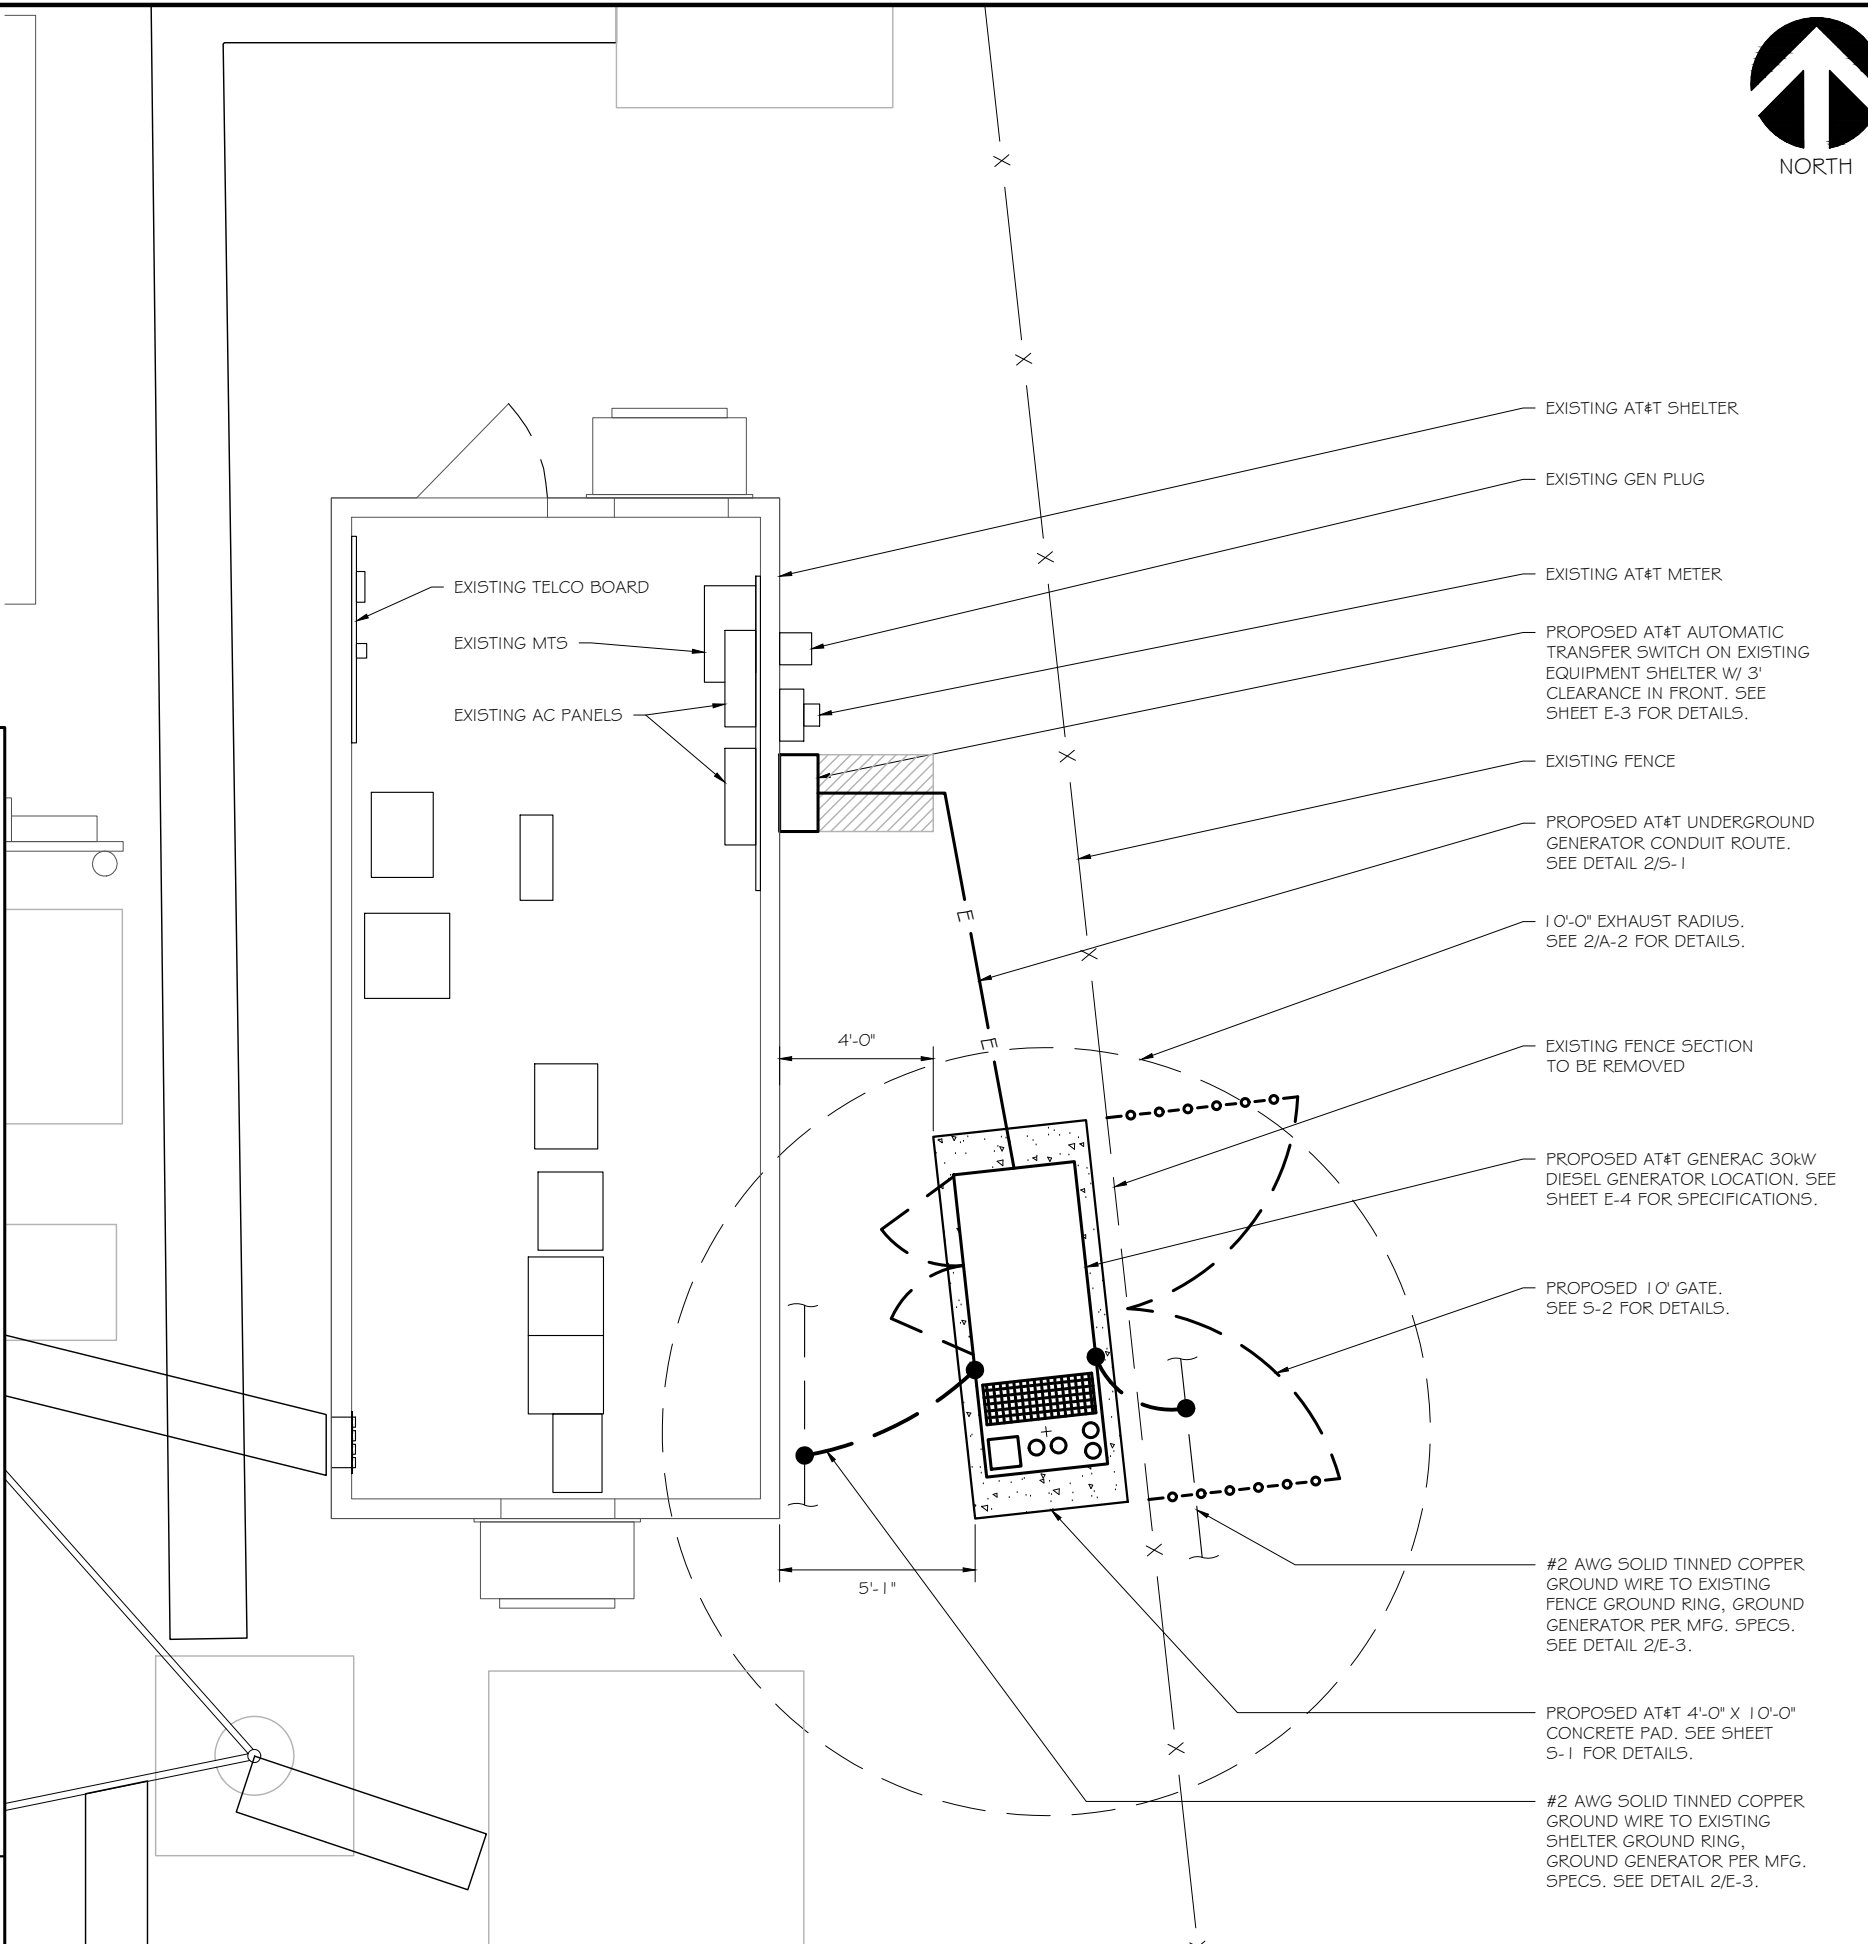 NORTH
EXISTING AT&T SHELTER
EXISTING GEN PLUG
EXISTING AT&T METER
EXISTING TELCO BOARD
EXISTING MTS
EXISTING AC PANELS
PROPOSED AT&T AUTOMATIC
TRANSFER SWITCH ON EXISTING
EQUIPMENT SHELTER W/ 3'
CLEARANCE IN FRONT. SEE
SHEET E-3 FOR DETAILS.
EXISTING FENCE
PROPOSED AT&T UNDERGROUND
GENERATOR CONDUIT ROUTE.
SEE DETAIL 2/S-1
10'-0" EXHAUST RADIUS.
SEE 2/A-2 FOR DETAILS.
EXISTING FENCE SECTION
TO BE REMOVED
PROPOSED AT&T GENERAC 30kW
DIESEL GENERATOR LOCATION. SEE
SHEET E-4 FOR SPECIFICATIONS.
PROPOSED 10' GATE.
SEE S-2 FOR DETAILS.
#2 AWG SOLID TINNED COPPER
GROUND WIRE TO EXISTING
FENCE GROUND RING, GROUND
GENERATOR PER MFG. SPECS.
SEE DETAIL 2/E-3.
PROPOSED AT&T 4'-0" X 10'-0"
CONCRETE PAD. SEE SHEET
S-1 FOR DETAILS.
#2 AWG SOLID TINNED COPPER
GROUND WIRE TO EXISTING
SHELTER GROUND RING,
GROUND GENERATOR PER MFG.
SPECS. SEE DETAIL 2/E-3.
4'-0"
5'-1"
X
X
X
X
X
X
X
X
E
E